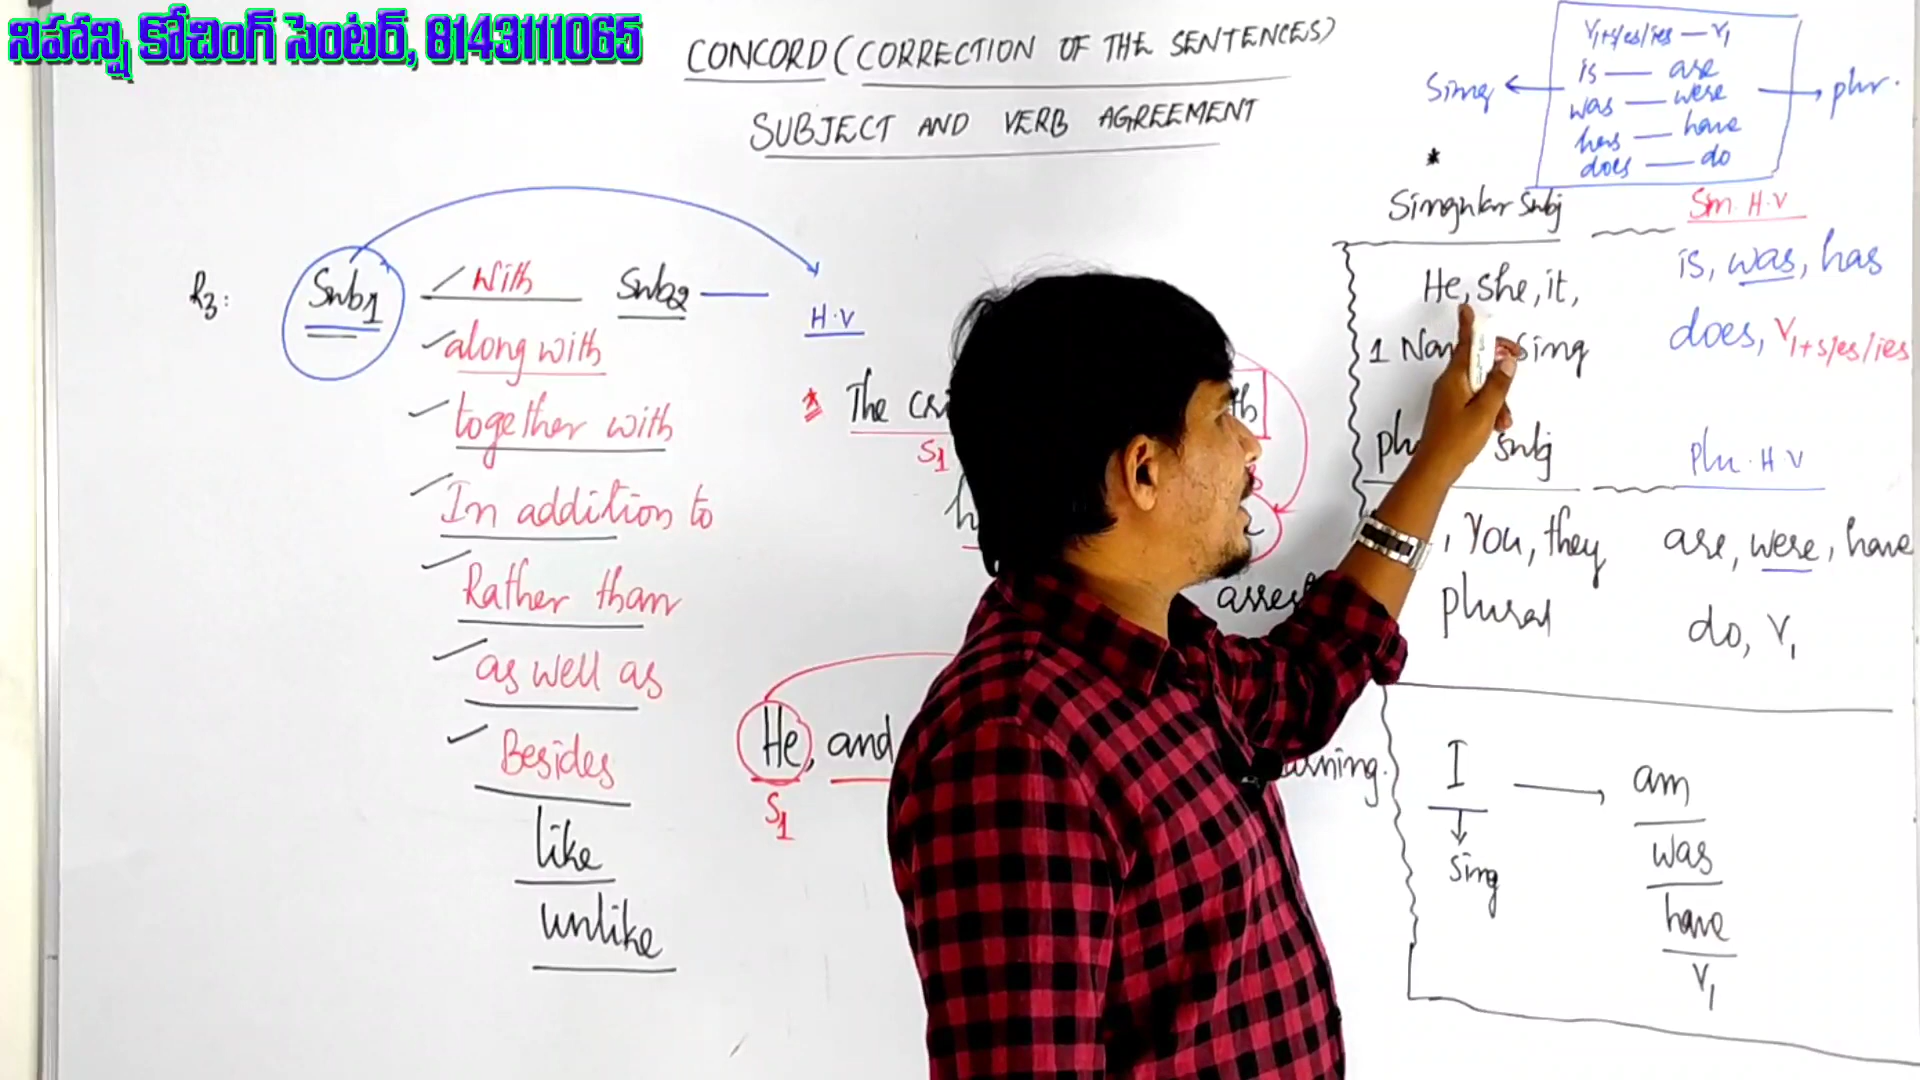 నిహాన్షి కోచింగ్ సెంటర్, 8143111065
CONCORD (CORRECTION OF THE SENTENCES)
SUBJECT AND VERB AGREEMENT
R3: Sub1 with Sub2 H.V
along with
together with
In addition to
Rather than
as well as
Besides
like
unlike
* The
S1
arres
He, and
S1
V1+s/es/ies — V1
Sing is — are plur.
was — were
has — have
does — do
*
Singular Subj Sin. H.V
He, she, it, is, was, has
1 sing does, V1+s/es/ies
subj Plu. H.V
, You, they are, were, have
plural do, V1
I am
Sing was
have
V1